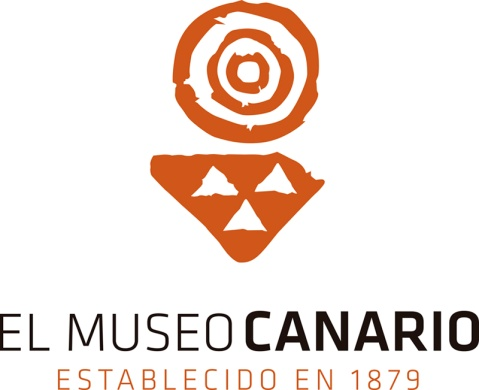 EL MUSEO CANARIO
ESTABLECIDO EN 1879